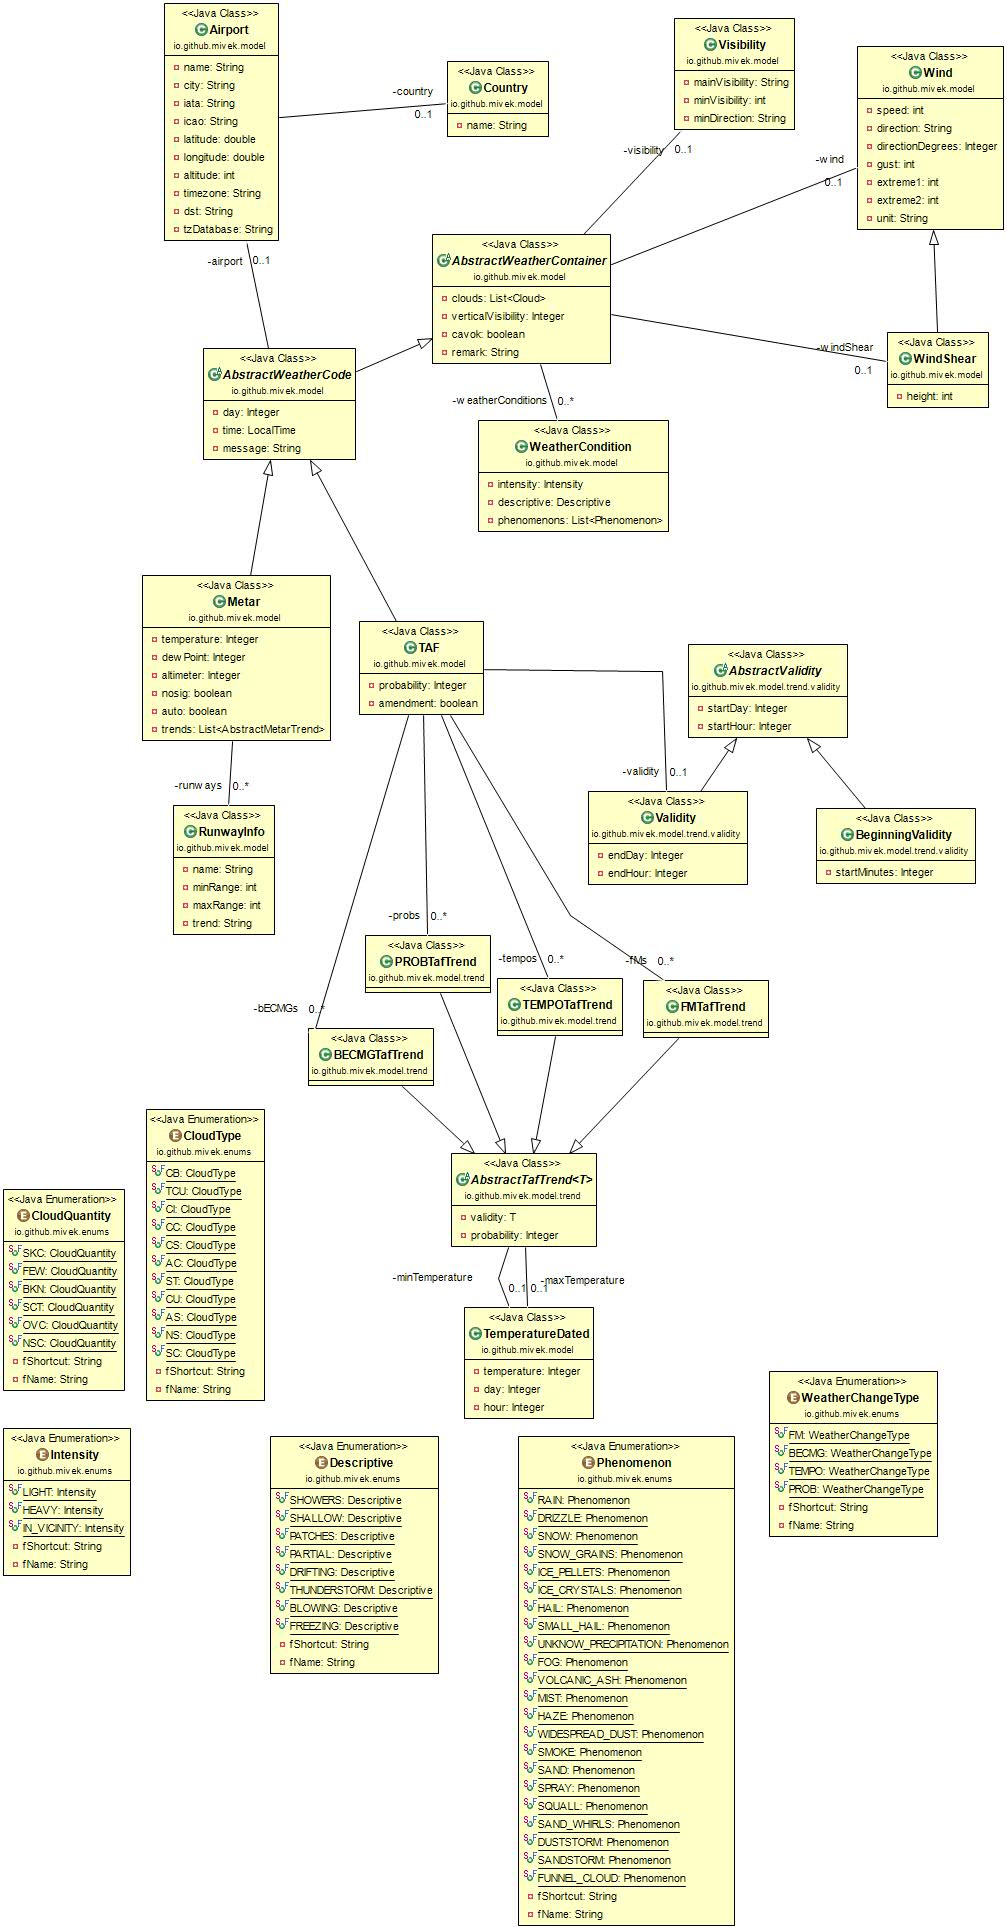 <<Java Class>>
Airport
io.github.mivek.model
name: String
city: String
iata: String
icao: String
latitude: double
longitude: double
altitude: int
timezone: String
dst: String
tzDatabase: String
-country
0..1
<<Java Class>>
Country
io.github.mivek.model
name: String
<<Java Class>>
Visibility
io.github.mivek.model
mainVisibility: String
minVisibility: int
minDirection: String
-visibility 0..1
<<Java Class>>
Wind
io.github.mivek.model
speed: int
direction: String
directionDegrees: Integer
gust: int
extreme1: int
extreme2: int
unit: String
-wind
0..1
-airport 0..1
<<Java Class>>
AbstractWeatherContainer
io.github.mivek.model
clouds: List<Cloud>
verticalVisibility: Integer
cavok: boolean
remark: String
-windShear
0..1
<<Java Class>>
WindShear
io.github.mivek.model
height: int
<<Java Class>>
AbstractWeatherCode
io.github.mivek.model
day: Integer
time: LocalTime
message: String
-weatherConditions 0..*
<<Java Class>>
WeatherCondition
io.github.mivek.model
intensity: Intensity
descriptive: Descriptive
phenomenons: List<Phenomenon>
<<Java Class>>
Metar
io.github.mivek.model
temperature: Integer
dewPoint: Integer
altimeter: Integer
nosig: boolean
auto: boolean
trends: List<AbstractMetarTrend>
<<Java Class>>
TAF
io.github.mivek.model
probability: Integer
amendment: boolean
<<Java Class>>
AbstractValidity
io.github.mivek.model.trend.validity
startDay: Integer
startHour: Integer
-runways 0..*
<<Java Class>>
RunwayInfo
io.github.mivek.model
name: String
minRange: int
maxRange: int
trend: String
-validity 0..1
<<Java Class>>
Validity
io.github.mivek.model.trend.validity
endDay: Integer
endHour: Integer
<<Java Class>>
BeginningValidity
io.github.mivek.model.trend.validity
startMinutes: Integer
-probs 0..*
<<Java Class>>
PROBTafTrend
io.github.mivek.model.trend
-tempos 0..*
<<Java Class>>
TEMPOTafTrend
io.github.mivek.model.trend
-fMs 0..*
<<Java Class>>
FMTafTrend
io.github.mivek.model.trend
-bECMGs 0..*
<<Java Class>>
BECMGTafTrend
io.github.mivek.model.trend
<<Java Enumeration>>
CloudType
io.github.mivek.enums
CB: CloudType
TCU: CloudType
CI: CloudType
CC: CloudType
CS: CloudType
AC: CloudType
ST: CloudType
CU: CloudType
AS: CloudType
NS: CloudType
SC: CloudType
fShortcut: String
fName: String
<<Java Enumeration>>
CloudQuantity
io.github.mivek.enums
SKC: CloudQuantity
FEW: CloudQuantity
BKN: CloudQuantity
SCT: CloudQuantity
OVC: CloudQuantity
NSC: CloudQuantity
fShortcut: String
fName: String
<<Java Class>>
AbstractTafTrend<T>
io.github.mivek.model.trend
validity: T
probability: Integer
-minTemperature
0..1
-maxTemperature
0..1
<<Java Class>>
TemperatureDated
io.github.mivek.model
temperature: Integer
day: Integer
hour: Integer
<<Java Enumeration>>
WeatherChangeType
io.github.mivek.enums
FM: WeatherChangeType
BECMG: WeatherChangeType
TEMPO: WeatherChangeType
PROB: WeatherChangeType
fShortcut: String
fName: String
<<Java Enumeration>>
Intensity
io.github.mivek.enums
LIGHT: Intensity
HEAVY: Intensity
IN_VICINITY: Intensity
fShortcut: String
fName: String
<<Java Enumeration>>
Descriptive
io.github.mivek.enums
SHOWERS: Descriptive
SHALLOW: Descriptive
PATCHES: Descriptive
PARTIAL: Descriptive
DRIFTING: Descriptive
THUNDERSTORM: Descriptive
BLOWING: Descriptive
FREEZING: Descriptive
fShortcut: String
fName: String
<<Java Enumeration>>
Phenomenon
io.github.mivek.enums
RAIN: Phenomenon
DRIZZLE: Phenomenon
SNOW: Phenomenon
SNOW_GRAINS: Phenomenon
ICE_PELLETS: Phenomenon
ICE_CRYSTALS: Phenomenon
HAIL: Phenomenon
SMALL_HAIL: Phenomenon
UNKNOW_PRECIPITATION: Phenomenon
FOG: Phenomenon
VOLCANIC_ASH: Phenomenon
MIST: Phenomenon
HAZE: Phenomenon
WIDESPREAD_DUST: Phenomenon
SMOKE: Phenomenon
SAND: Phenomenon
SPRAY: Phenomenon
SQUALL: Phenomenon
SAND_WHIRLS: Phenomenon
DUSTSTORM: Phenomenon
SANDSTORM: Phenomenon
FUNNEL_CLOUD: Phenomenon
fShortcut: String
fName: String